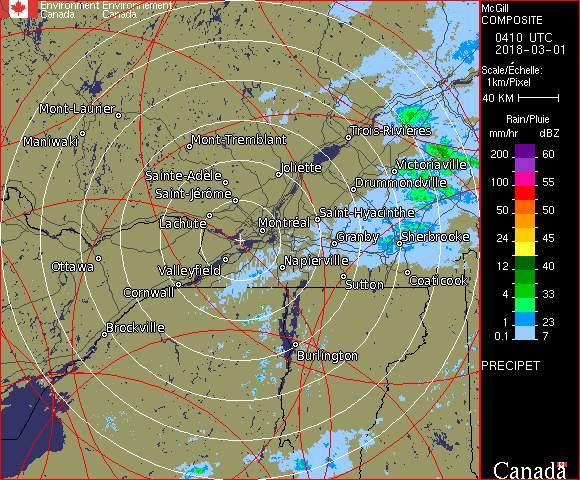 Environment Environnement
Canada Canada
McGill
COMPOSITE
0410 UTC
2018-03-01
Scale/Échelle:
1km/Pixel
40 KM
Rain/Pluie
mm/hr dBZ
200 60
100 55
50 50
24 45
12 40
4 33
1 23
0.1 7
PRECIPET
Canada
Mont-Laurier
Maniwaki
Mont-Tremblant
Trois-Rivières
Sainte-Adèle
Joliette
Victoriaville
Saint-Jérôme
Drummondville
Lachute
Montréal
Saint-Hyacinthe
Granby
Sherbrooke
Ottawa
Valleyfield
Napierville
Cornwall
Sutton
Coaticook
Brockville
Burlington